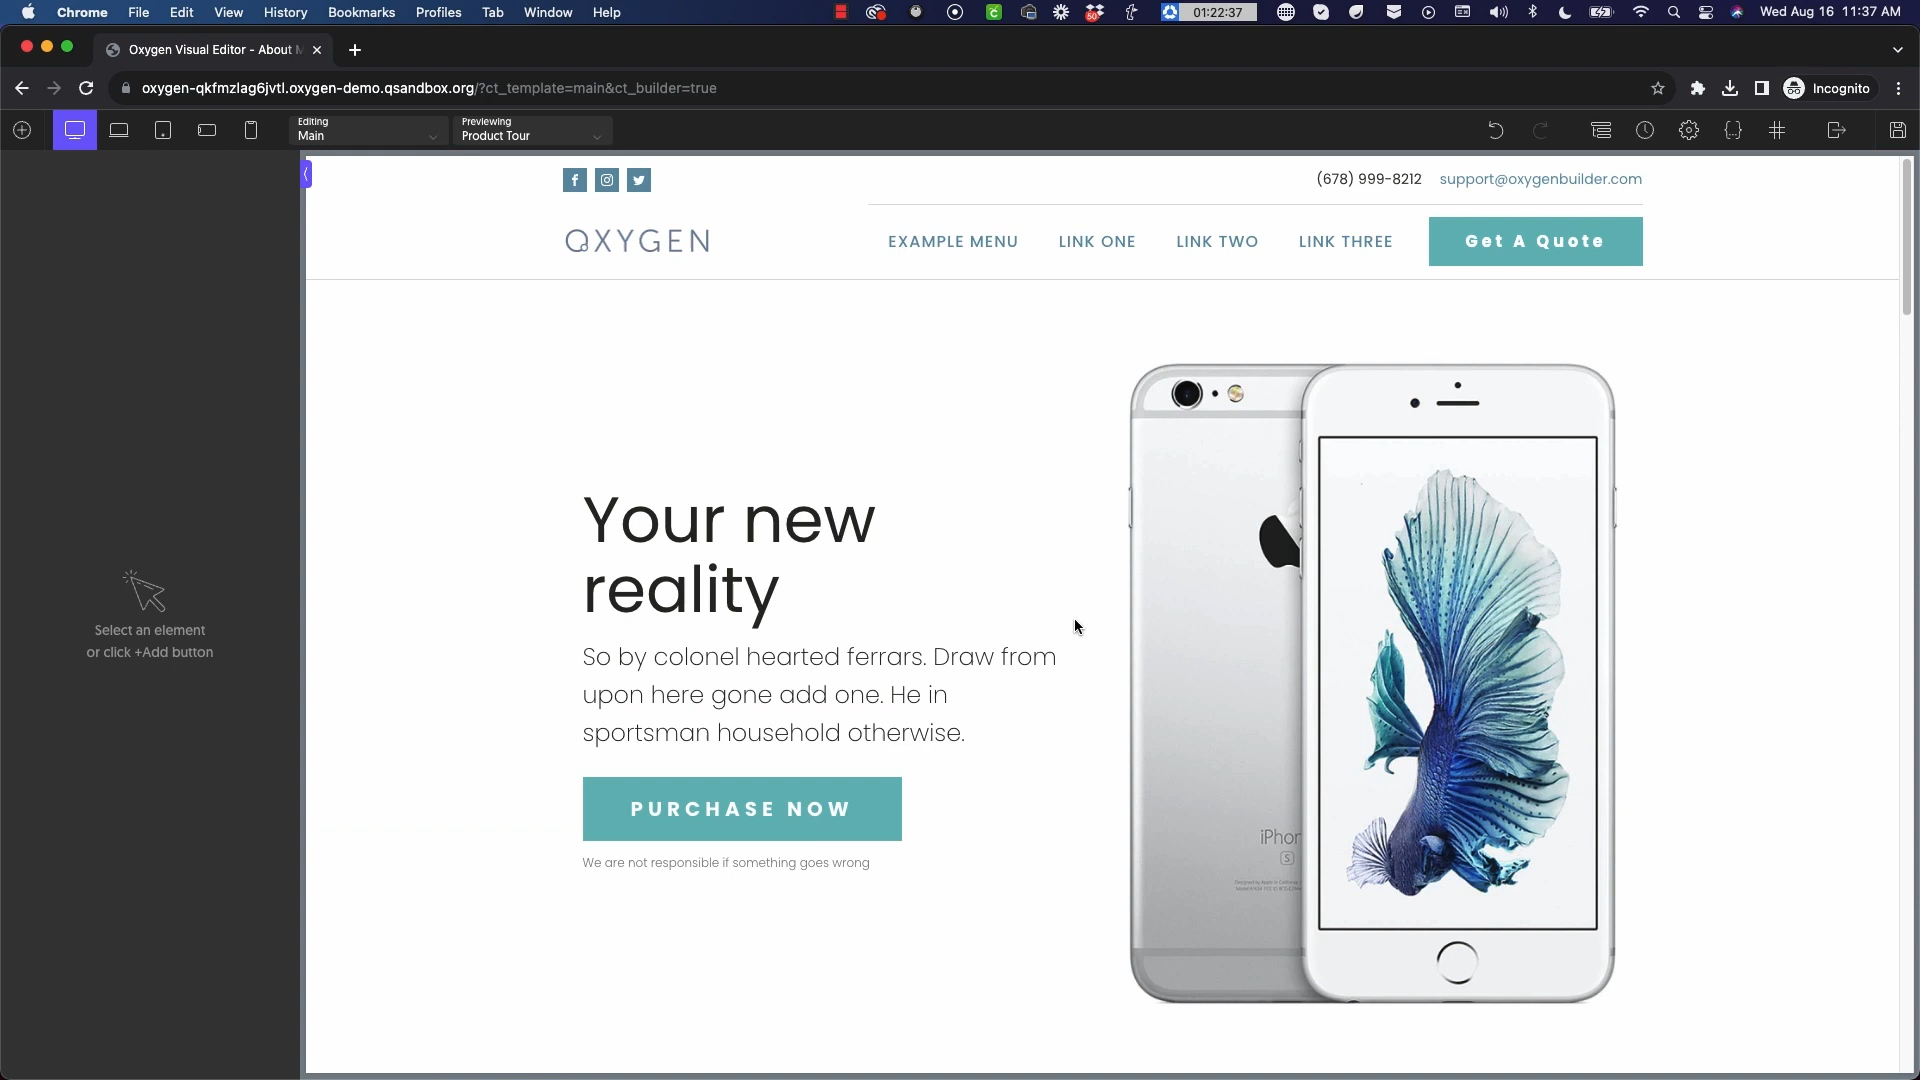 Chrome File Edit View History Bookmarks Profiles Tab Window Help
50
01:22:37
Wed Aug 16 11:37 AM
Oxygen Visual Editor - About
oxygen-qkfmzlag6jvtl.oxygen-demo.qsandbox.org/?ct_template=main&ct_builder=true
Incognito
Editing
Main
Previewing
Product Tour
(678) 999-8212 support@oxygenbuilder.com
OXYGEN
EXAMPLE MENU LINK ONE LINK TWO LINK THREE
Get A Quote
Your new
reality
So by colonel hearted ferrars. Draw from
upon here gone add one. He in
sportsman household otherwise.
PURCHASE NOW
We are not responsible if something goes wrong
Select an element
or click +Add button
iPhon
S